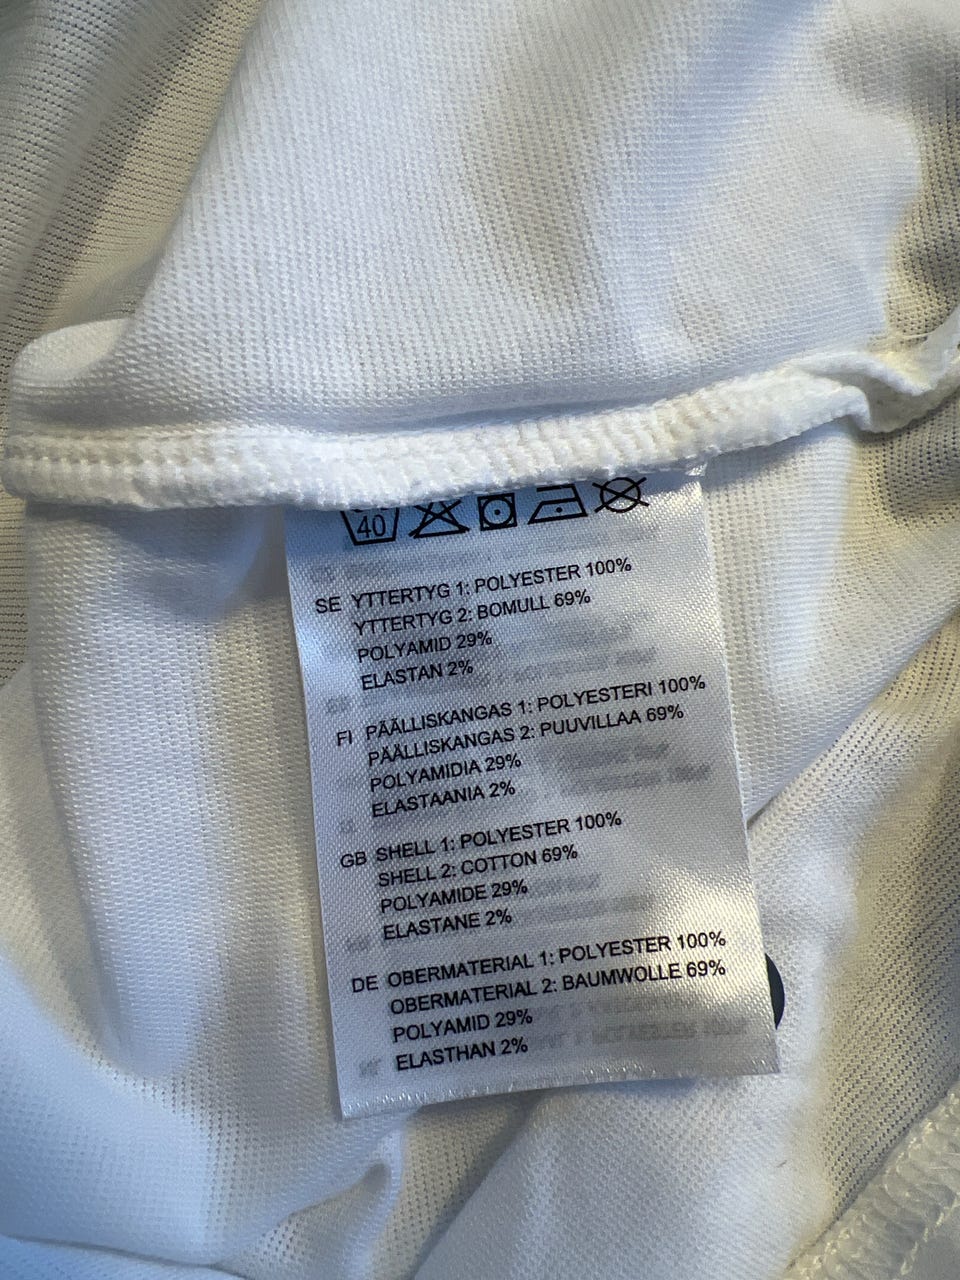 40
SE YTTERTYG 1: POLYESTER 100%
YTTERTYG 2: BOMULL 69%
POLYAMID 29%
ELASTAN 2%
FI PÄÄLLISKANGAS 1: POLYESTERI 100%
PÄÄLLISKANGAS 2: PUUVILLAA 69%
POLYAMIDIA 29%
ELASTAANIA 2%
GB SHELL 1: POLYESTER 100%
SHELL 2: COTTON 69%
POLYAMIDE 29%
ELASTANE 2%
DE OBERMATERIAL 1: POLYESTER 100%
OBERMATERIAL 2: BAUMWOLLE 69%
POLYAMID 29%
ELASTHAN 2%